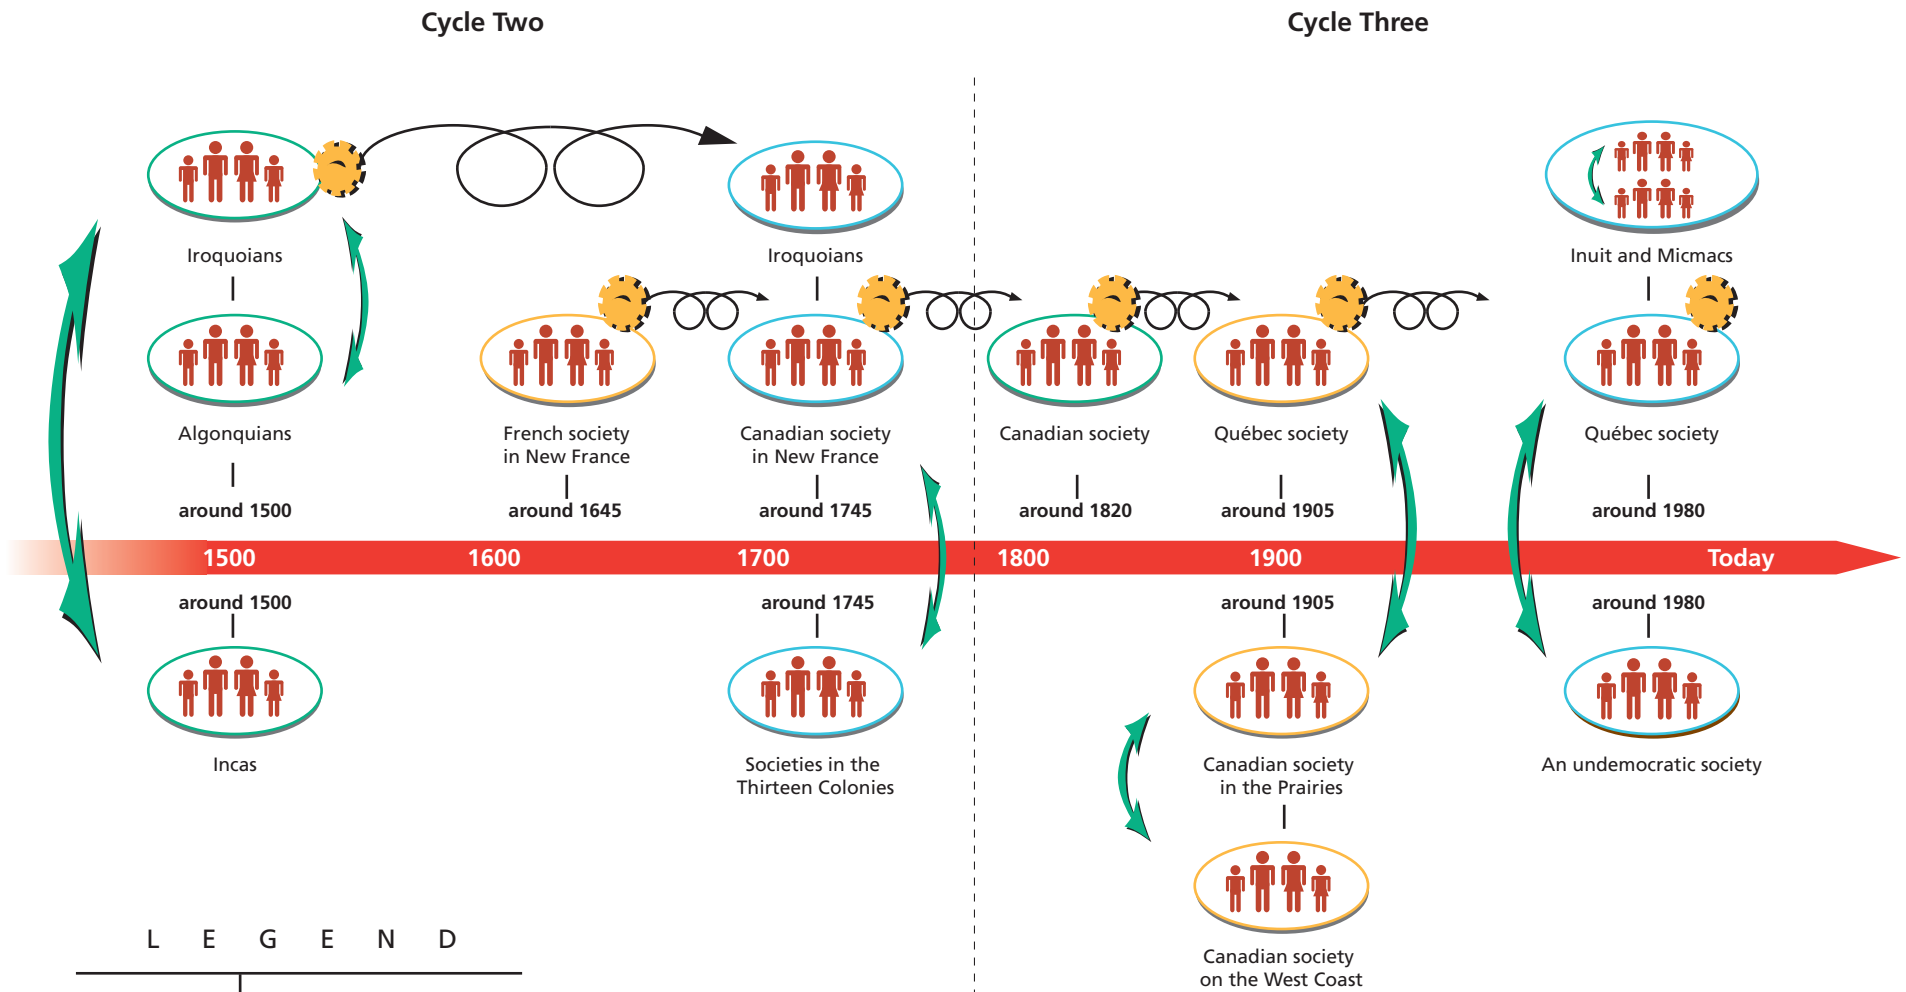 Cycle Two
Cycle Three
Iroquoians
Iroquoians
Inuit and Micmacs
Algonquians
French society
in New France
Canadian society
in New France
Canadian society
Québec society
Québec society
around 1500
around 1645
around 1745
around 1820
around 1905
around 1980
1500
1600
1700
1800
1900
Today
around 1500
around 1745
around 1905
around 1980
Incas
Societies in the
Thirteen Colonies
Canadian society
in the Prairies
An undemocratic society
Canadian society
on the West Coast
L E G E N D